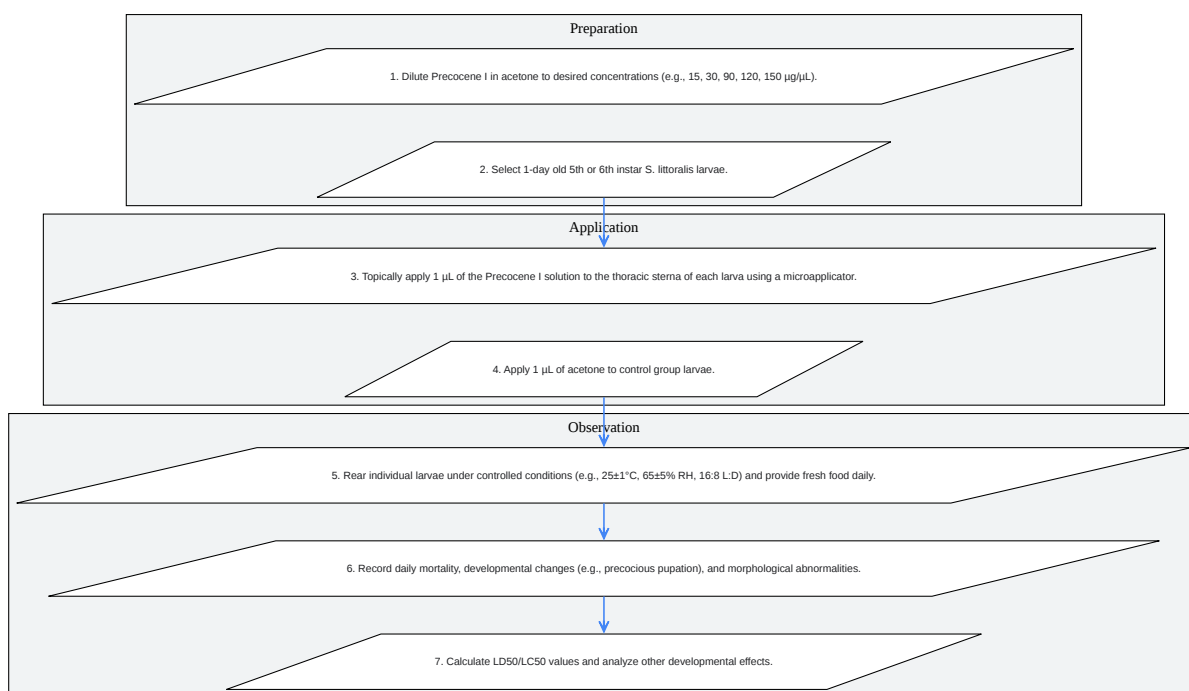 Preparation
1. Dilute Precocene I in acetone to desired concentrations (e.g., 15, 30, 90, 120, 150 µg/µL).
2. Select 1-day old 5th or 6th instar S. littoralis larvae.
Application
3. Topically apply 1 µL of the Precocene I solution to the thoracic sterna of each larva using a microapplicator.
4. Apply 1 µL of acetone to control group larvae.
Observation
5. Rear individual larvae under controlled conditions (e.g., 25±1°C, 65±5% RH, 16:8 L:D) and provide fresh food daily.
6. Record daily mortality, developmental changes (e.g., precocious pupation), and morphological abnormalities.
7. Calculate LD50/LC50 values and analyze other developmental effects.